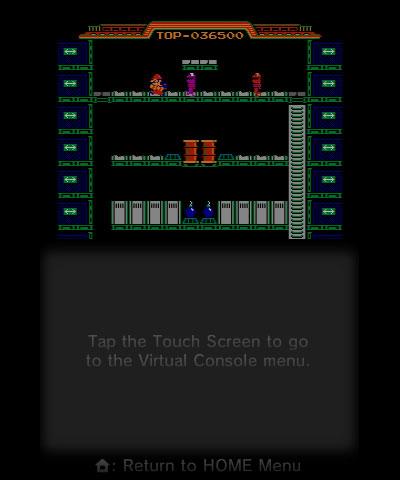 TOP-036500
Tap the Touch Screen to go
to the Virtual Console menu.
: Return to HOME Menu